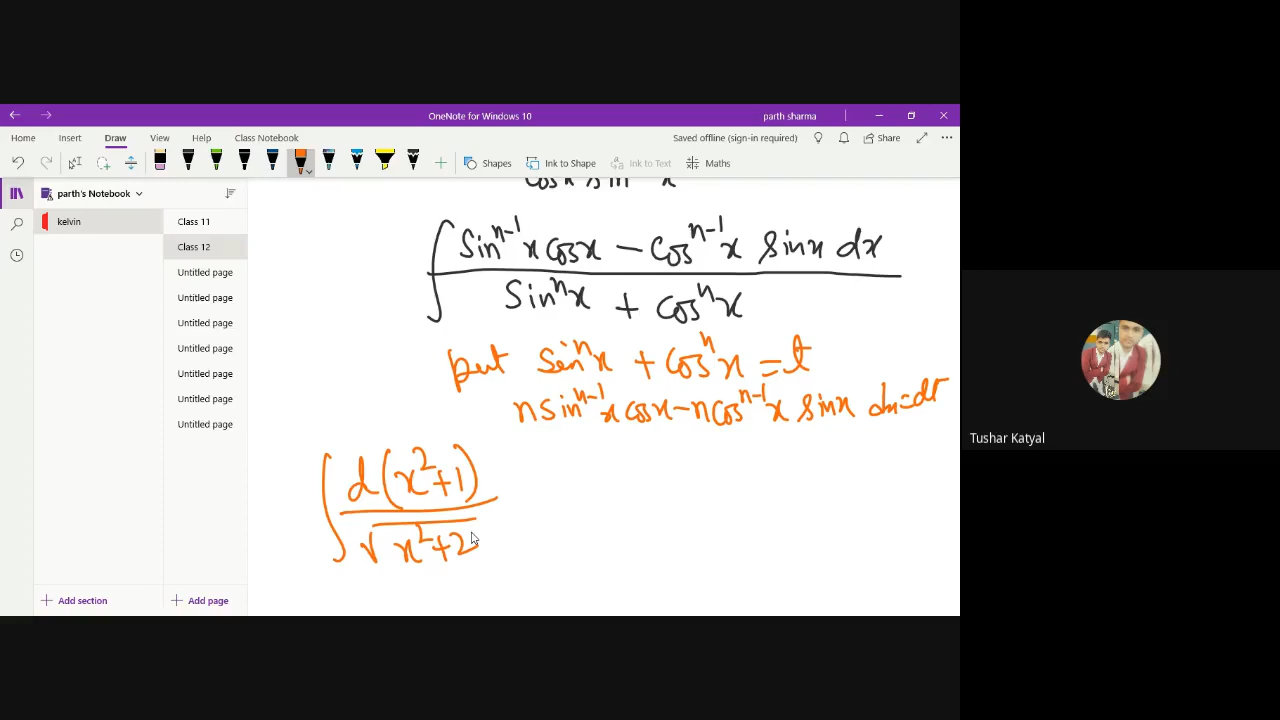 OneNote for Windows 10
parth sharma
Home Insert Draw View Help Class Notebook
Saved offline (sign-in required) Share
Shapes Ink to Shape Ink to Text Maths
parth's Notebook
kelvin
Class 11
Class 12
Untitled page
Untitled page
Untitled page
Untitled page
Untitled page
Untitled page
Untitled page
Add section
Add page
∫ sin^{n-1}x cosx − cos^{n-1}x sinx dx
sin^n x + cos^n x
put sin^n x + cos^n x = t
n sin^{n-1}x cosx − n cos^{n-1}x sinx dx = dt
∫ d(x²+1)
√x²+2
Tushar Katyal